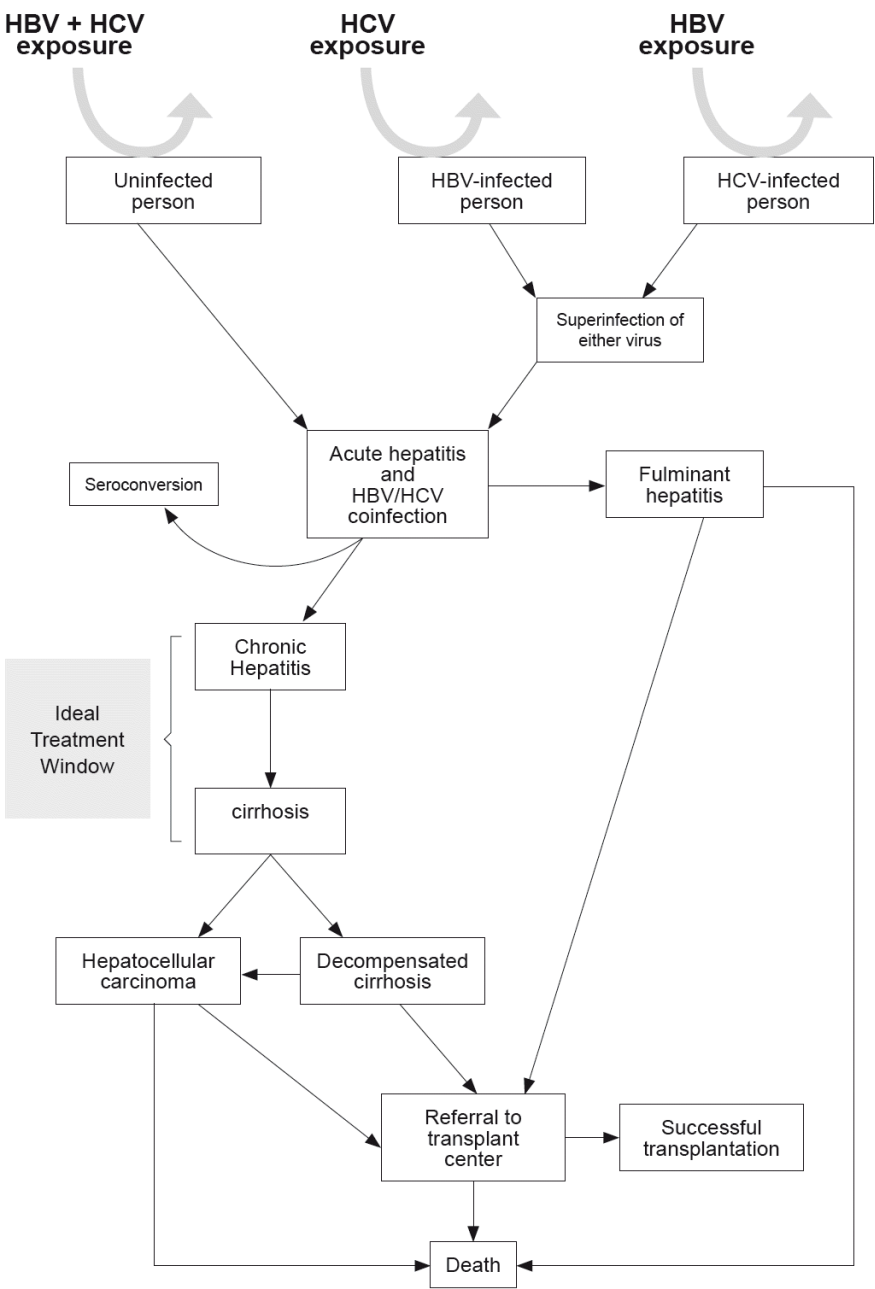 HBV + HCV
exposure
HCV
exposure
HBV
exposure
Uninfected
person
HBV-infected
person
HCV-infected
person
Superinfection of
either virus
Acute hepatitis
and
HBV/HCV
coinfection
Fulminant
hepatitis
Seroconversion
Chronic
Hepatitis
Ideal
Treatment
Window
cirrhosis
Hepatocellular
carcinoma
Decompensated
cirrhosis
Referral to
transplant
center
Successful
transplantation
Death